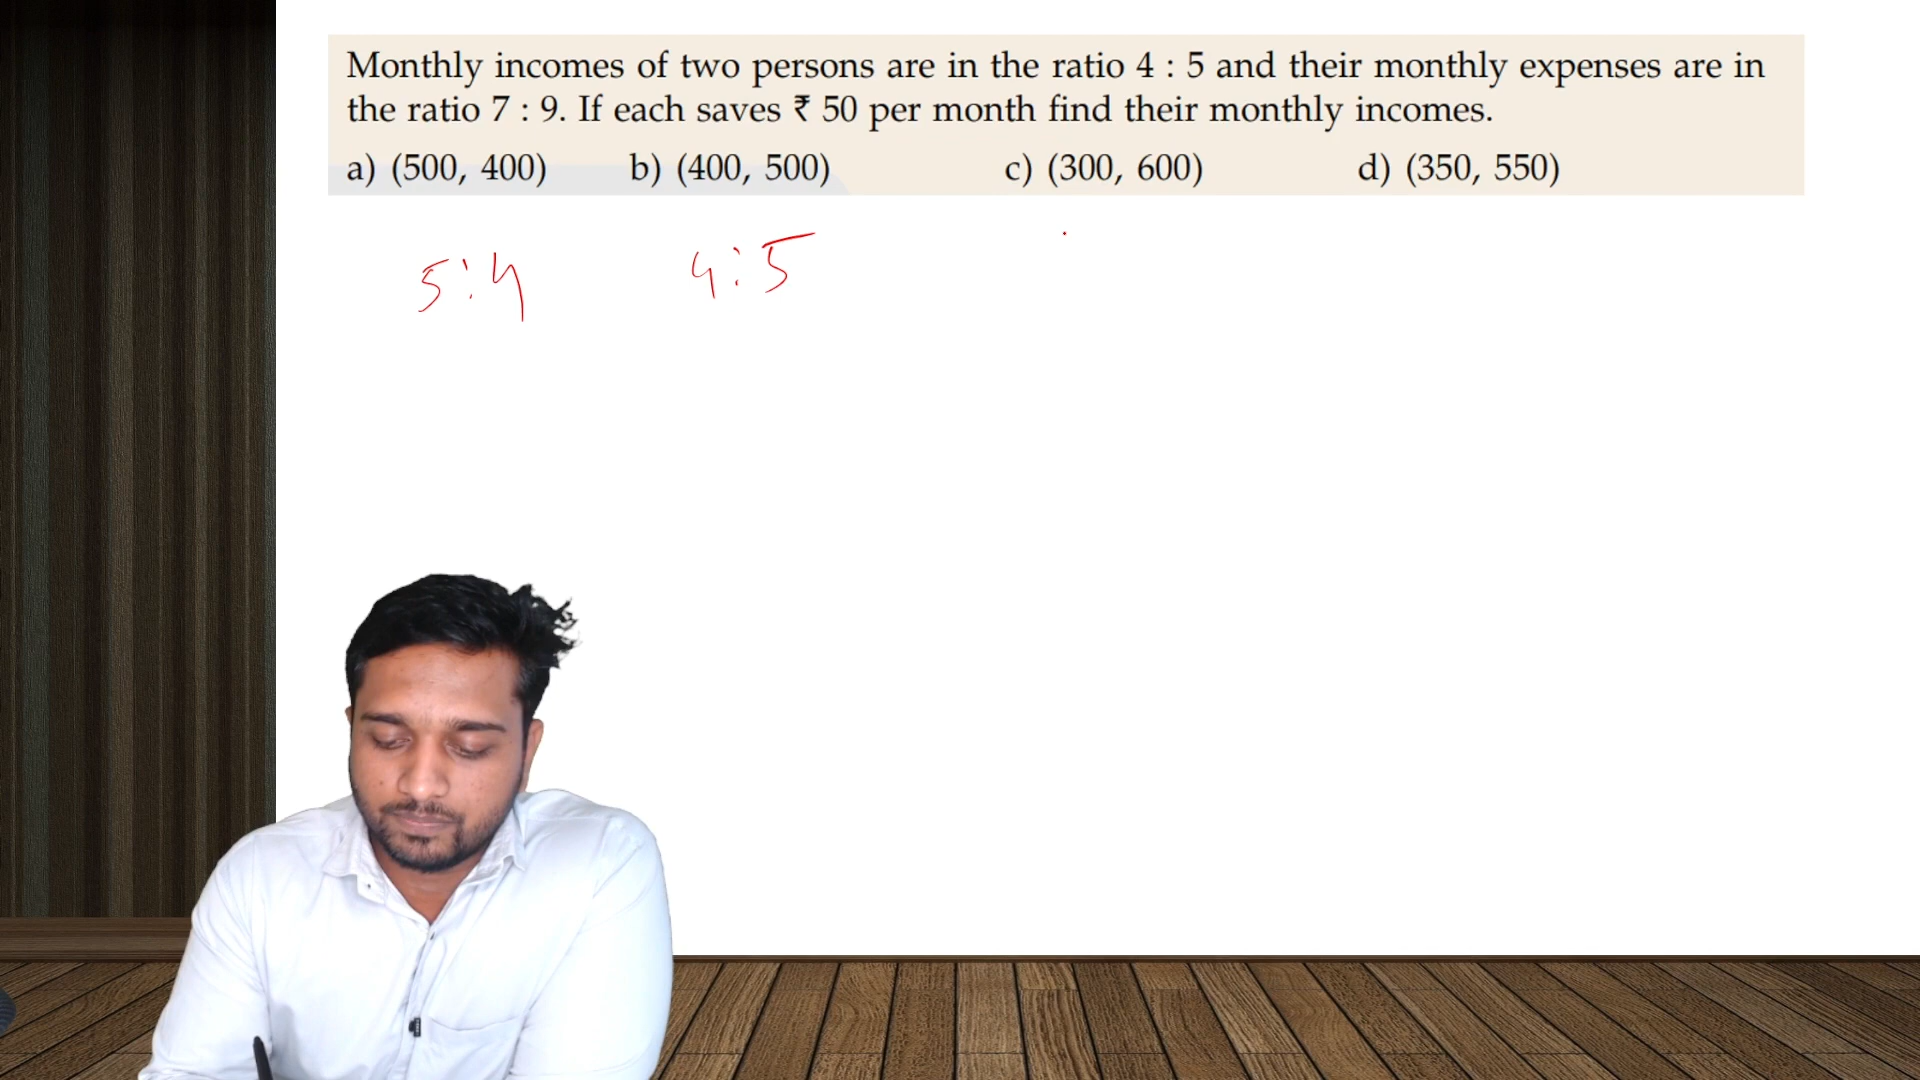 Monthly incomes of two persons are in the ratio 4 : 5 and their monthly expenses are in
the ratio 7 : 9. If each saves ₹ 50 per month find their monthly incomes.
a) (500, 400) b) (400, 500) c) (300, 600) d) (350, 550)
5:4 4:5